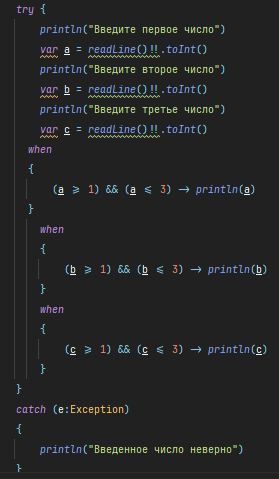 try {
println("Введите первое число")
var a = readLine()!!.toInt()
println("Введите второе число")
var b = readLine()!!.toInt()
println("Введите третье число")
var c = readLine()!!.toInt()
when
{
(a ≥ 1) && (a ≤ 3) → println(a)
}
when
{
(b ≥ 1) && (b ≤ 3) → println(b)
}
when
{
(c ≥ 1) && (c ≤ 3) → println(c)
}
}
catch (e:Exception)
{
println("Введенное число неверно")
}